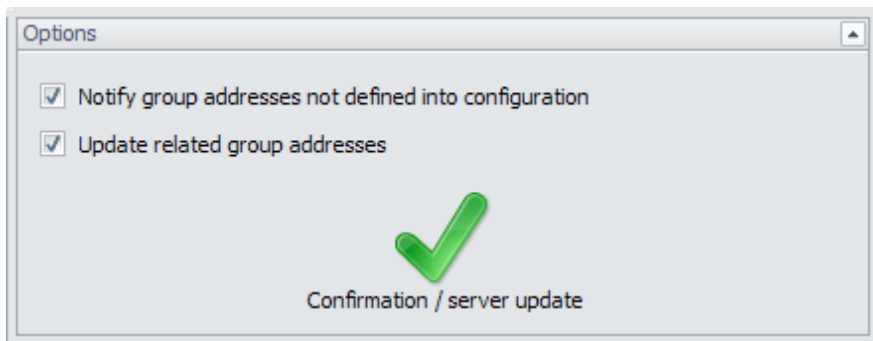 Options
Notify group addresses not defined into configuration
Update related group addresses
Confirmation / server update